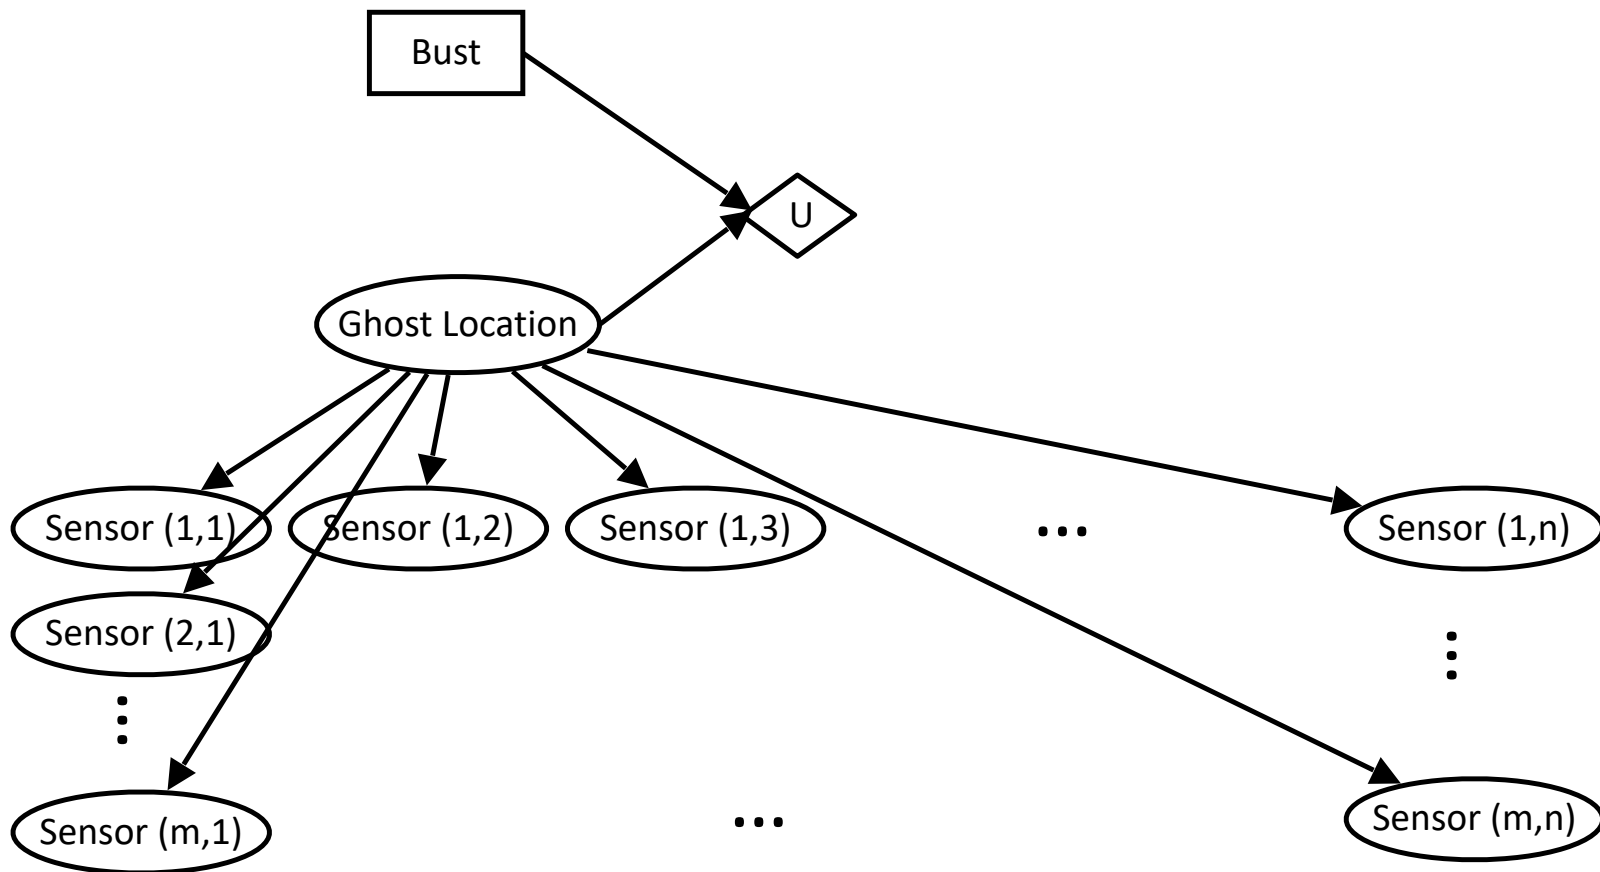 Bust
U
Ghost Location
Sensor (1,1)
Sensor (1,2)
Sensor (1,3)
...
Sensor (1,n)
Sensor (2,1)
Sensor (m,1)
...
Sensor (m,n)